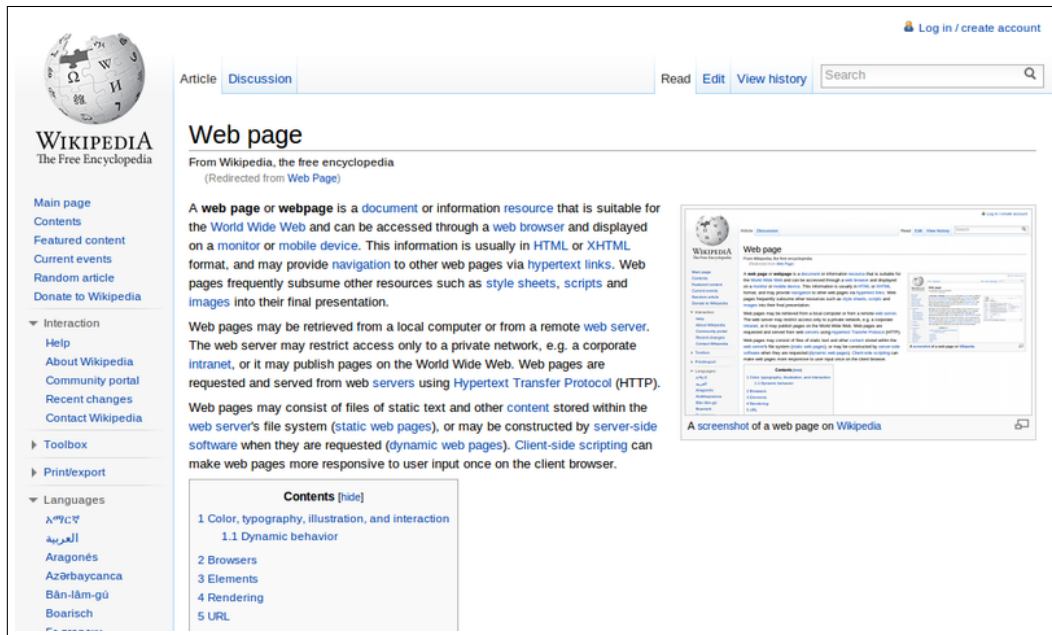 Log in / create account
Article Discussion Read Edit View history Search
WIKIPEDIA
The Free Encyclopedia
Main page
Contents
Featured content
Current events
Random article
Donate to Wikipedia
Interaction
Help
About Wikipedia
Community portal
Recent changes
Contact Wikipedia
Toolbox
Print/export
Languages
አማርኛ
العربية
Aragonés
Azərbaycanca
Bân-lâm-gú
Boarisch
Web page
From Wikipedia, the free encyclopedia
(Redirected from Web Page)
A web page or webpage is a document or information resource that is suitable for
the World Wide Web and can be accessed through a web browser and displayed
on a monitor or mobile device. This information is usually in HTML or XHTML
format, and may provide navigation to other web pages via hypertext links. Web
pages frequently subsume other resources such as style sheets, scripts and
images into their final presentation.
Web pages may be retrieved from a local computer or from a remote web server.
The web server may restrict access only to a private network, e.g. a corporate
intranet, or it may publish pages on the World Wide Web. Web pages are
requested and served from web servers using Hypertext Transfer Protocol (HTTP).
Web pages may consist of files of static text and other content stored within the
web server's file system (static web pages), or may be constructed by server-side
software when they are requested (dynamic web pages). Client-side scripting can
make web pages more responsive to user input once on the client browser.
Contents [hide]
1 Color, typography, illustration, and interaction
1.1 Dynamic behavior
2 Browsers
3 Elements
4 Rendering
5 URL
A screenshot of a web page on Wikipedia